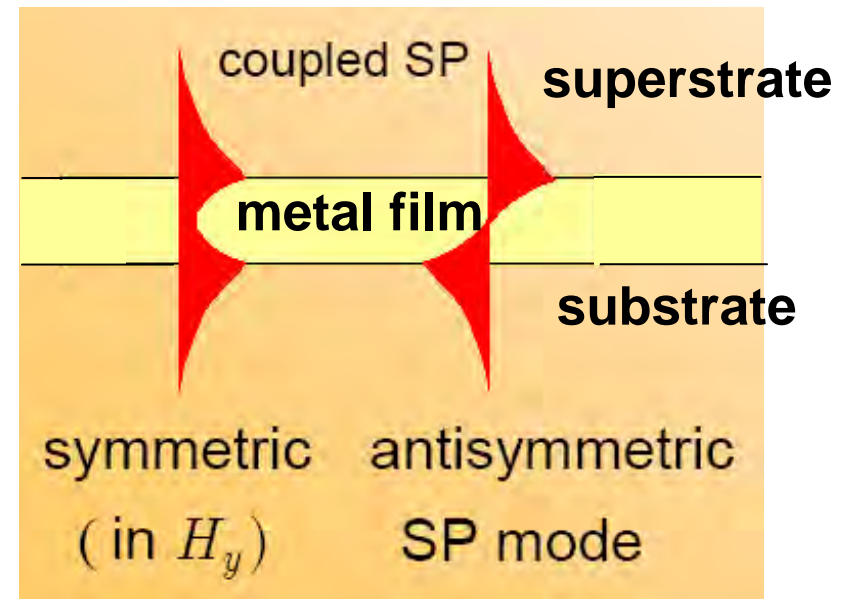 coupled SP
superstrate
metal film
substrate
symmetric antisymmetric
( in H_y ) SP mode